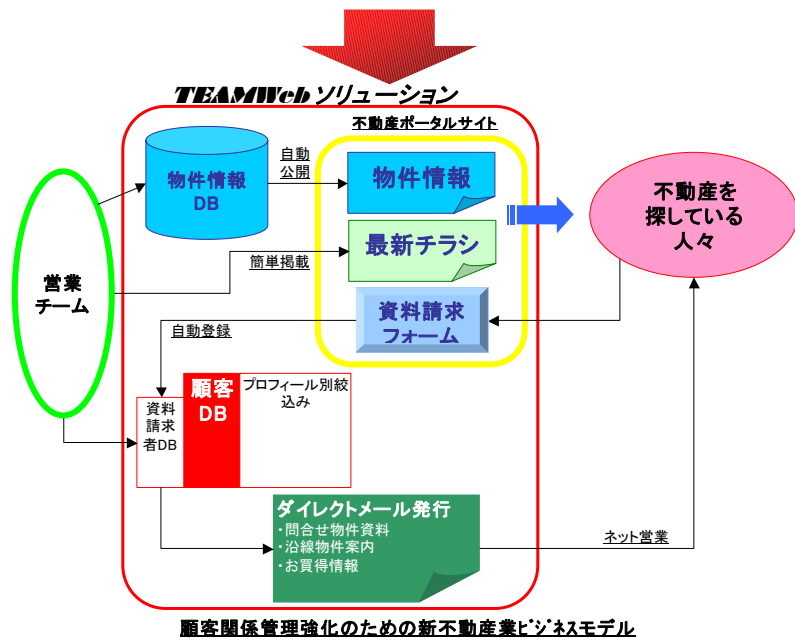 TEAMWeb ソリューション
不動産ポータルサイト
物件情報
DB
自動
公開
物件情報
不動産を
探している
人々
最新チラシ
簡単掲載
営業
チーム
資料請求
フォーム
自動登録
顧客
DB
プロフィール別絞
込み
資料
請求
者DB
ダイレクトメール発行
・問合せ物件資料
・沿線物件案内
・お買得情報
ネット営業
顧客関係管理強化のための新不動産業ﾋﾞｼﾞﾈｽモデル